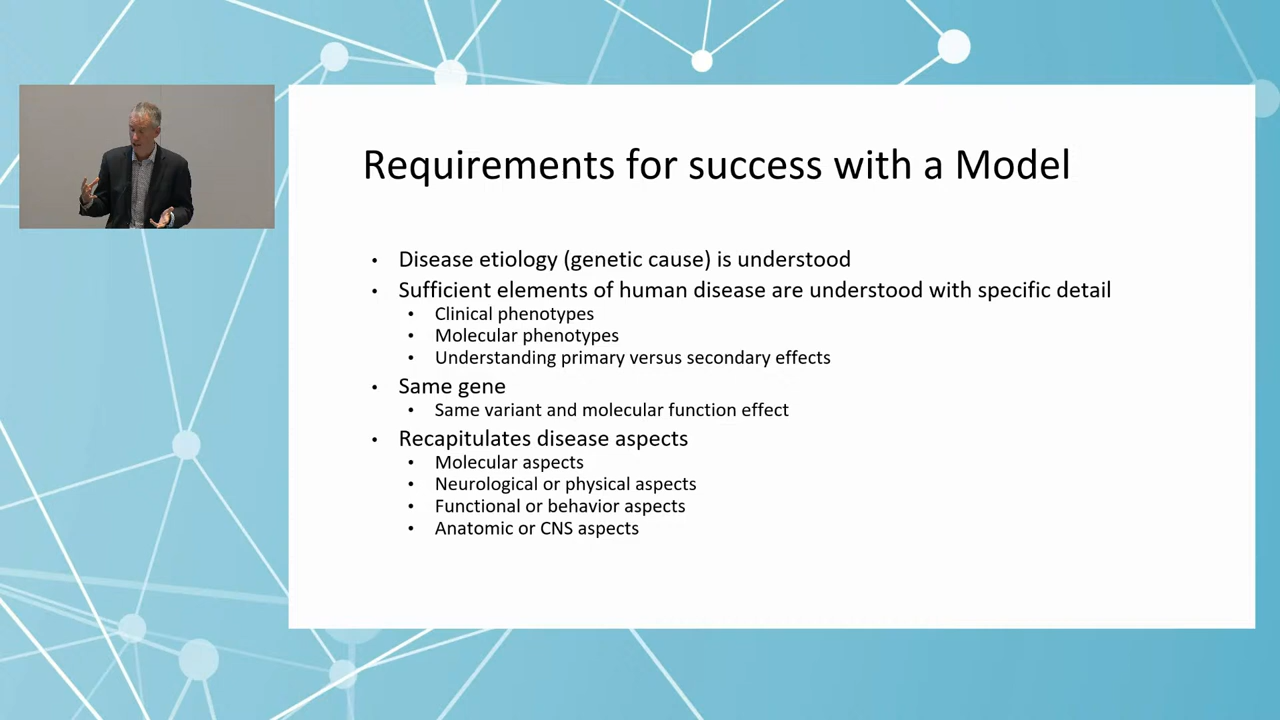 Requirements for success with a Model
• Disease etiology (genetic cause) is understood
• Sufficient elements of human disease are understood with specific detail
• Clinical phenotypes
• Molecular phenotypes
• Understanding primary versus secondary effects
• Same gene
• Same variant and molecular function effect
• Recapitulates disease aspects
• Molecular aspects
• Neurological or physical aspects
• Functional or behavior aspects
• Anatomic or CNS aspects